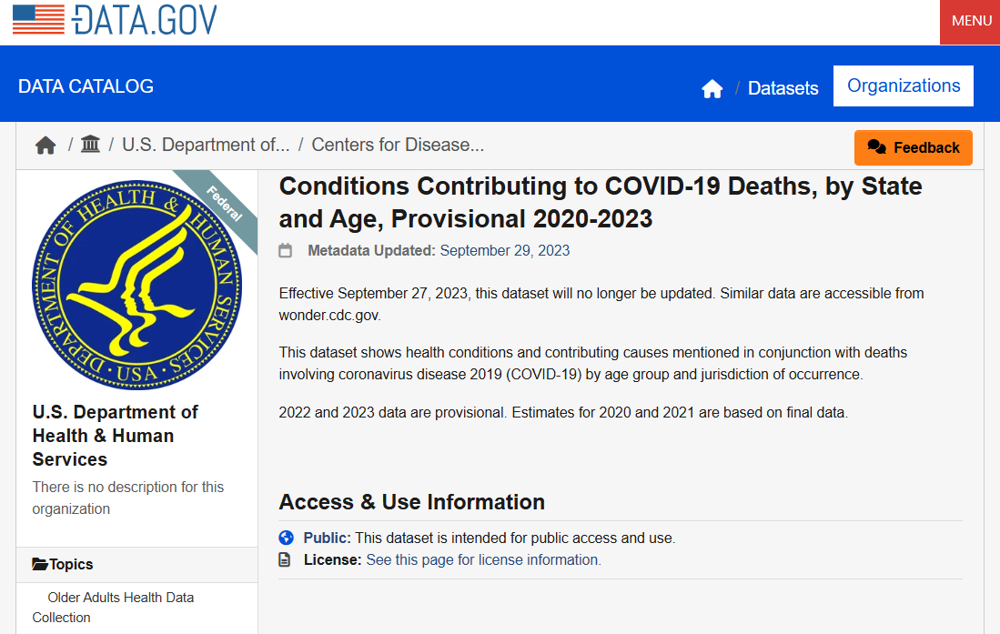 DATA.GOV
MENU
DATA CATALOG
/ Datasets
Organizations
/ / U.S. Department of... / Centers for Disease...
Feedback
Federal
DEPARTMENT OF HEALTH & HUMAN SERVICES · USA ·
U.S. Department of
Health & Human
Services
There is no description for this
organization
Topics
Older Adults Health Data
Collection
Conditions Contributing to COVID-19 Deaths, by State
and Age, Provisional 2020-2023
Metadata Updated: September 29, 2023
Effective September 27, 2023, this dataset will no longer be updated. Similar data are accessible from
wonder.cdc.gov.
This dataset shows health conditions and contributing causes mentioned in conjunction with deaths
involving coronavirus disease 2019 (COVID-19) by age group and jurisdiction of occurrence.
2022 and 2023 data are provisional. Estimates for 2020 and 2021 are based on final data.
Access & Use Information
Public: This dataset is intended for public access and use.
License: See this page for license information.